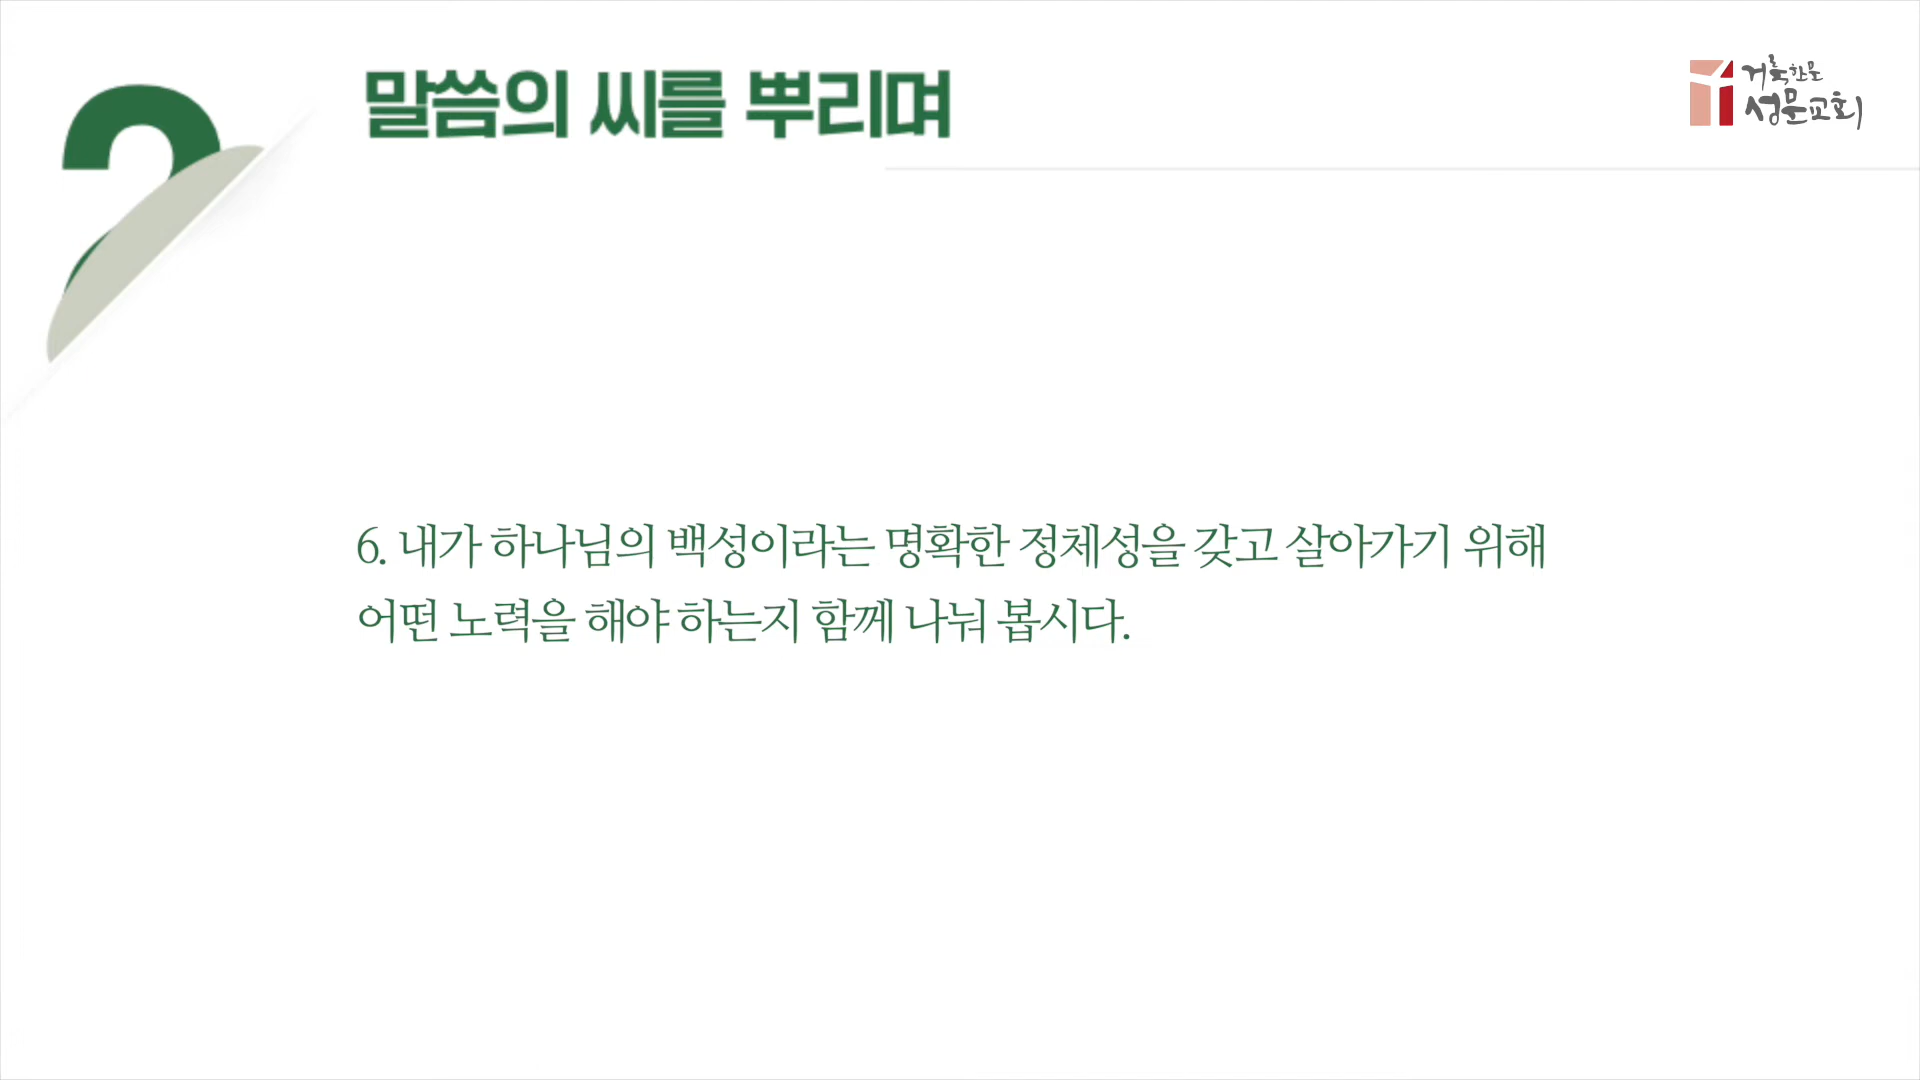 2
말씀의 씨를 뿌리며
거룩한문
성문교회
6. 내가 하나님의 백성이라는 명확한 정체성을 갖고 살아가기 위해
어떤 노력을 해야 하는지 함께 나눠 봅시다.